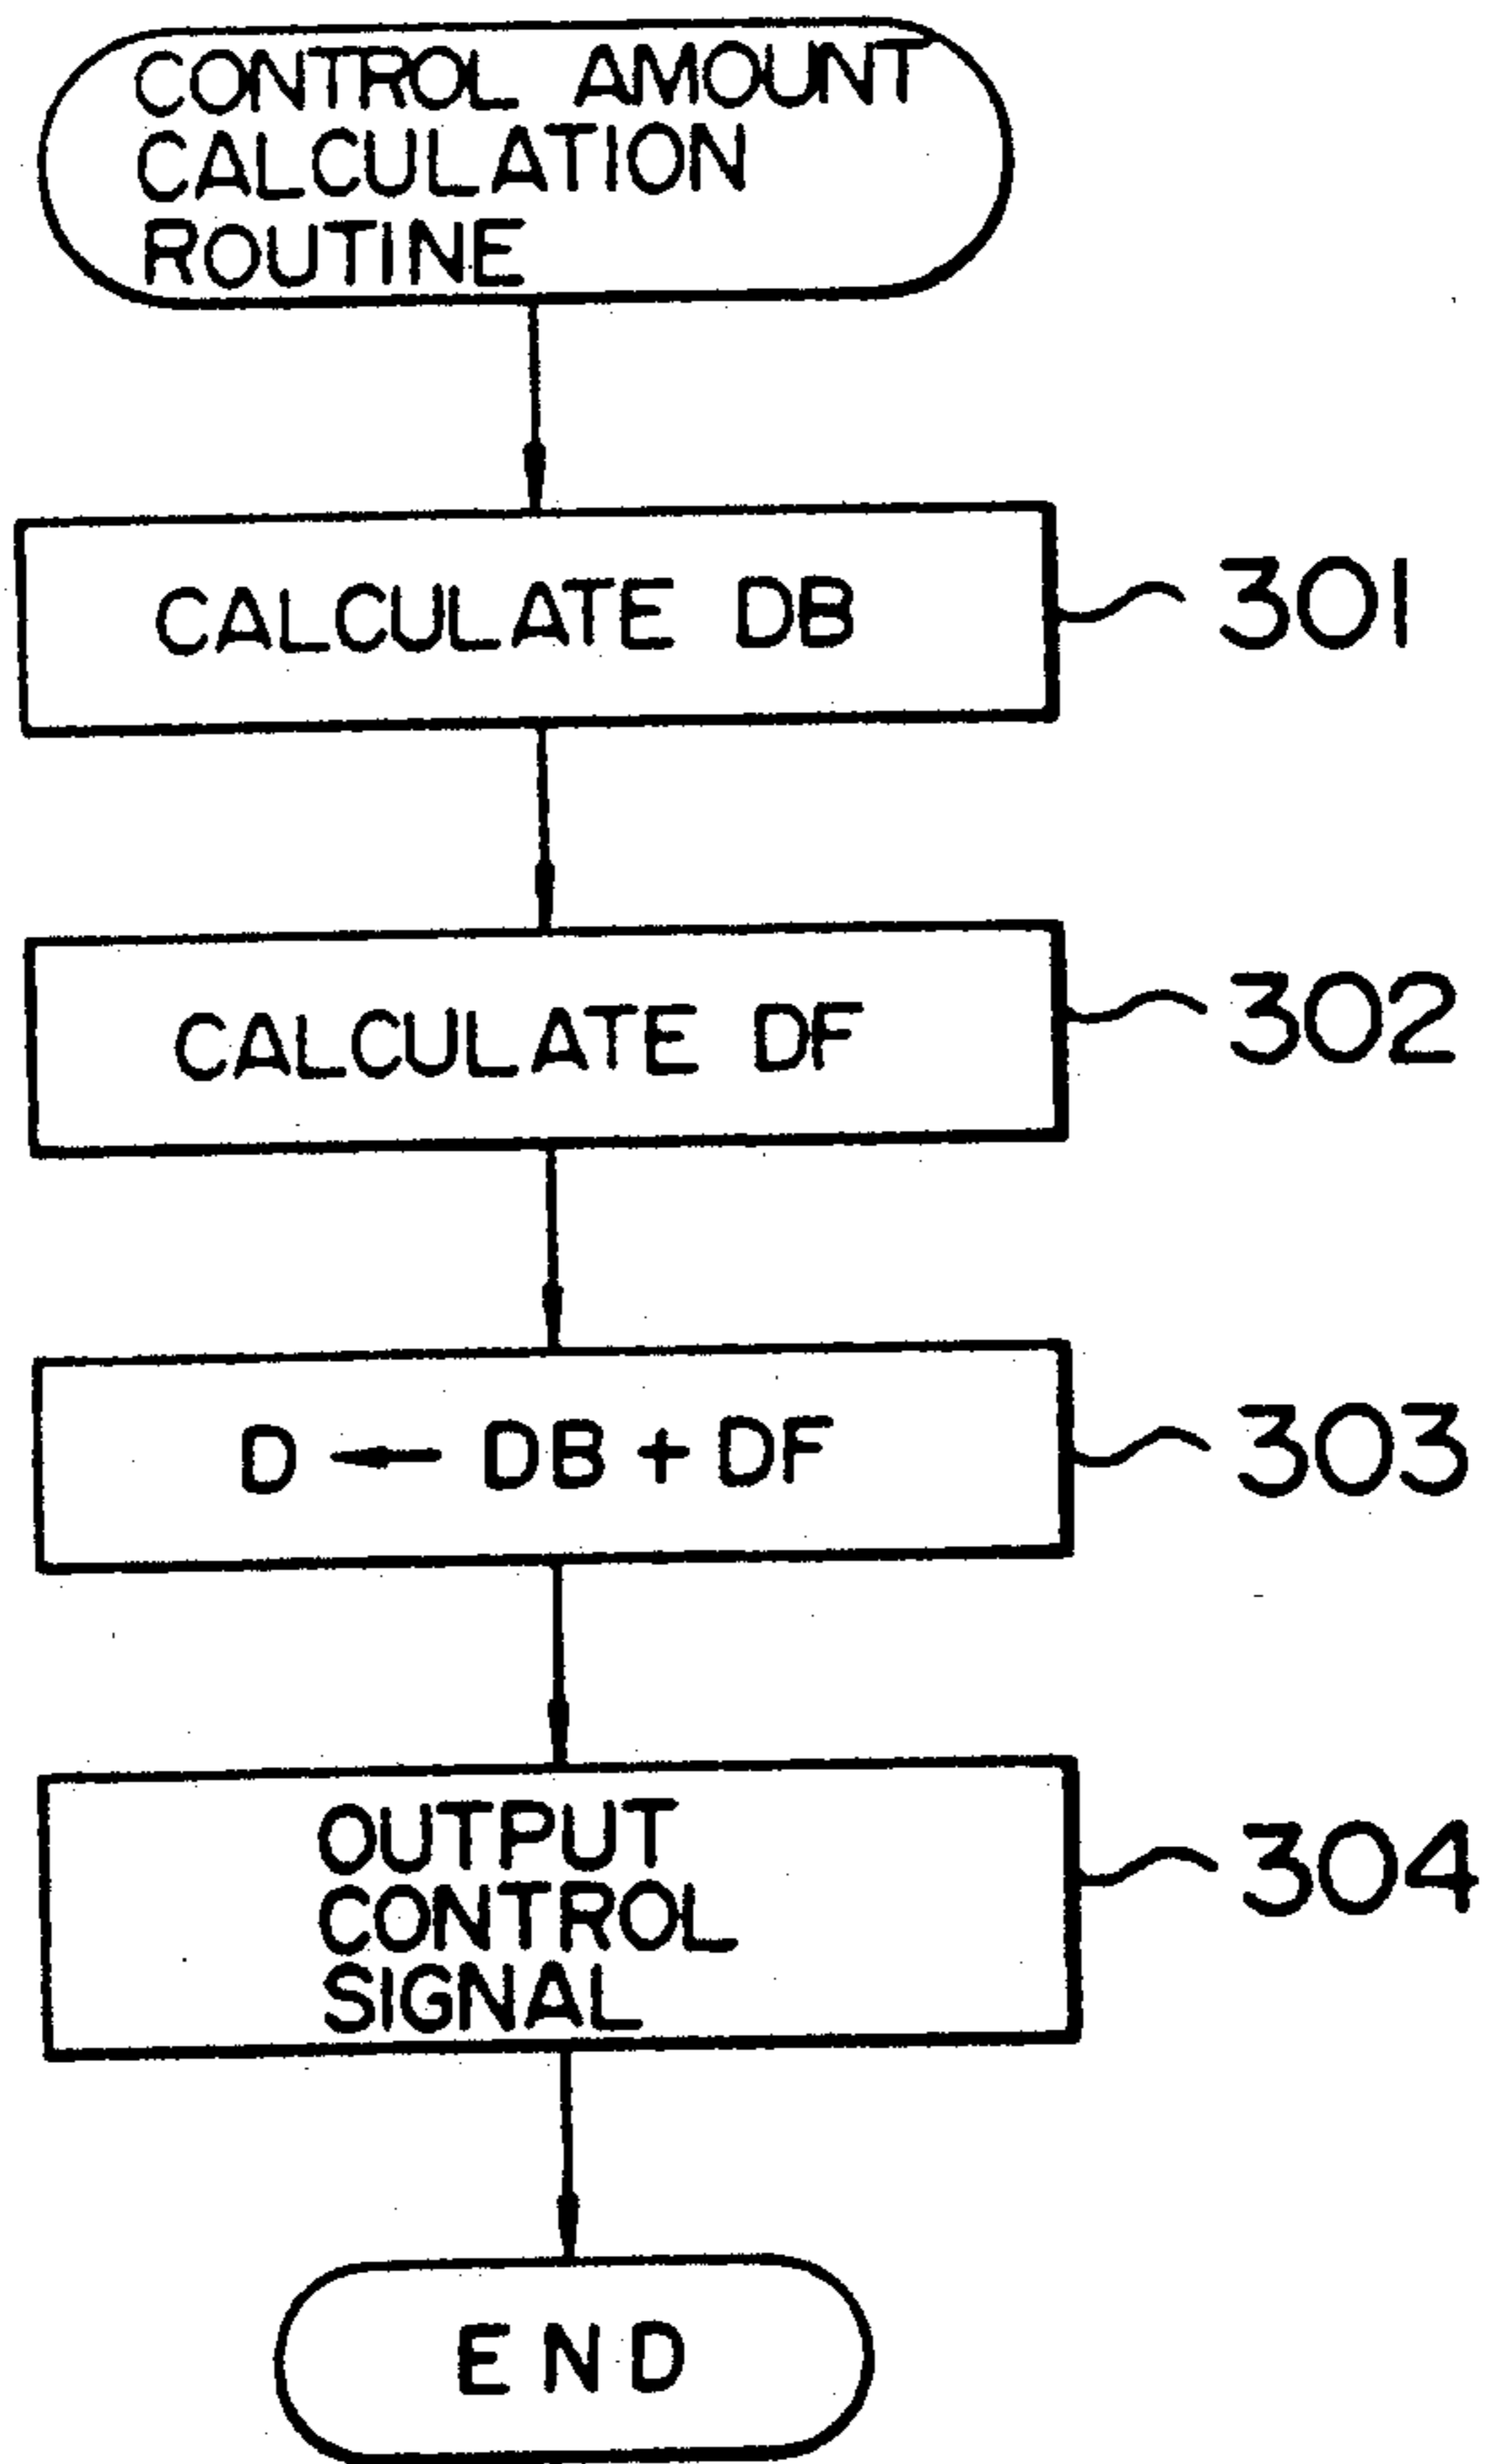 CONTROL AMOUNT
CALCULATION
ROUTINE
CALCULATE DB
301
CALCULATE DF
302
D ← DB + DF
303
OUTPUT
CONTROL
SIGNAL
304
END